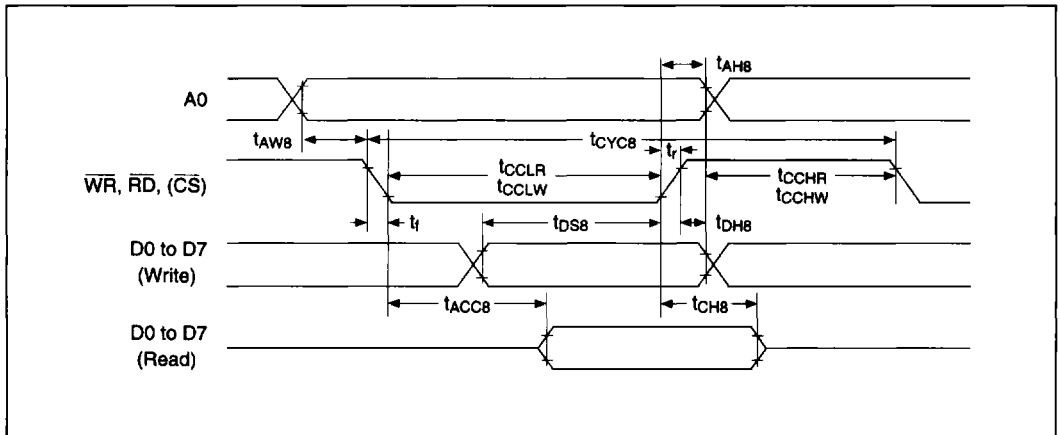 tAH8
A0
tAW8
tCYC8
tr
WR, RD, (CS)
tCCLR
tCCLW
tCCHR
tCCHW
tf
tDS8
tDH8
D0 to D7
(Write)
tACC8
tCH8
D0 to D7
(Read)